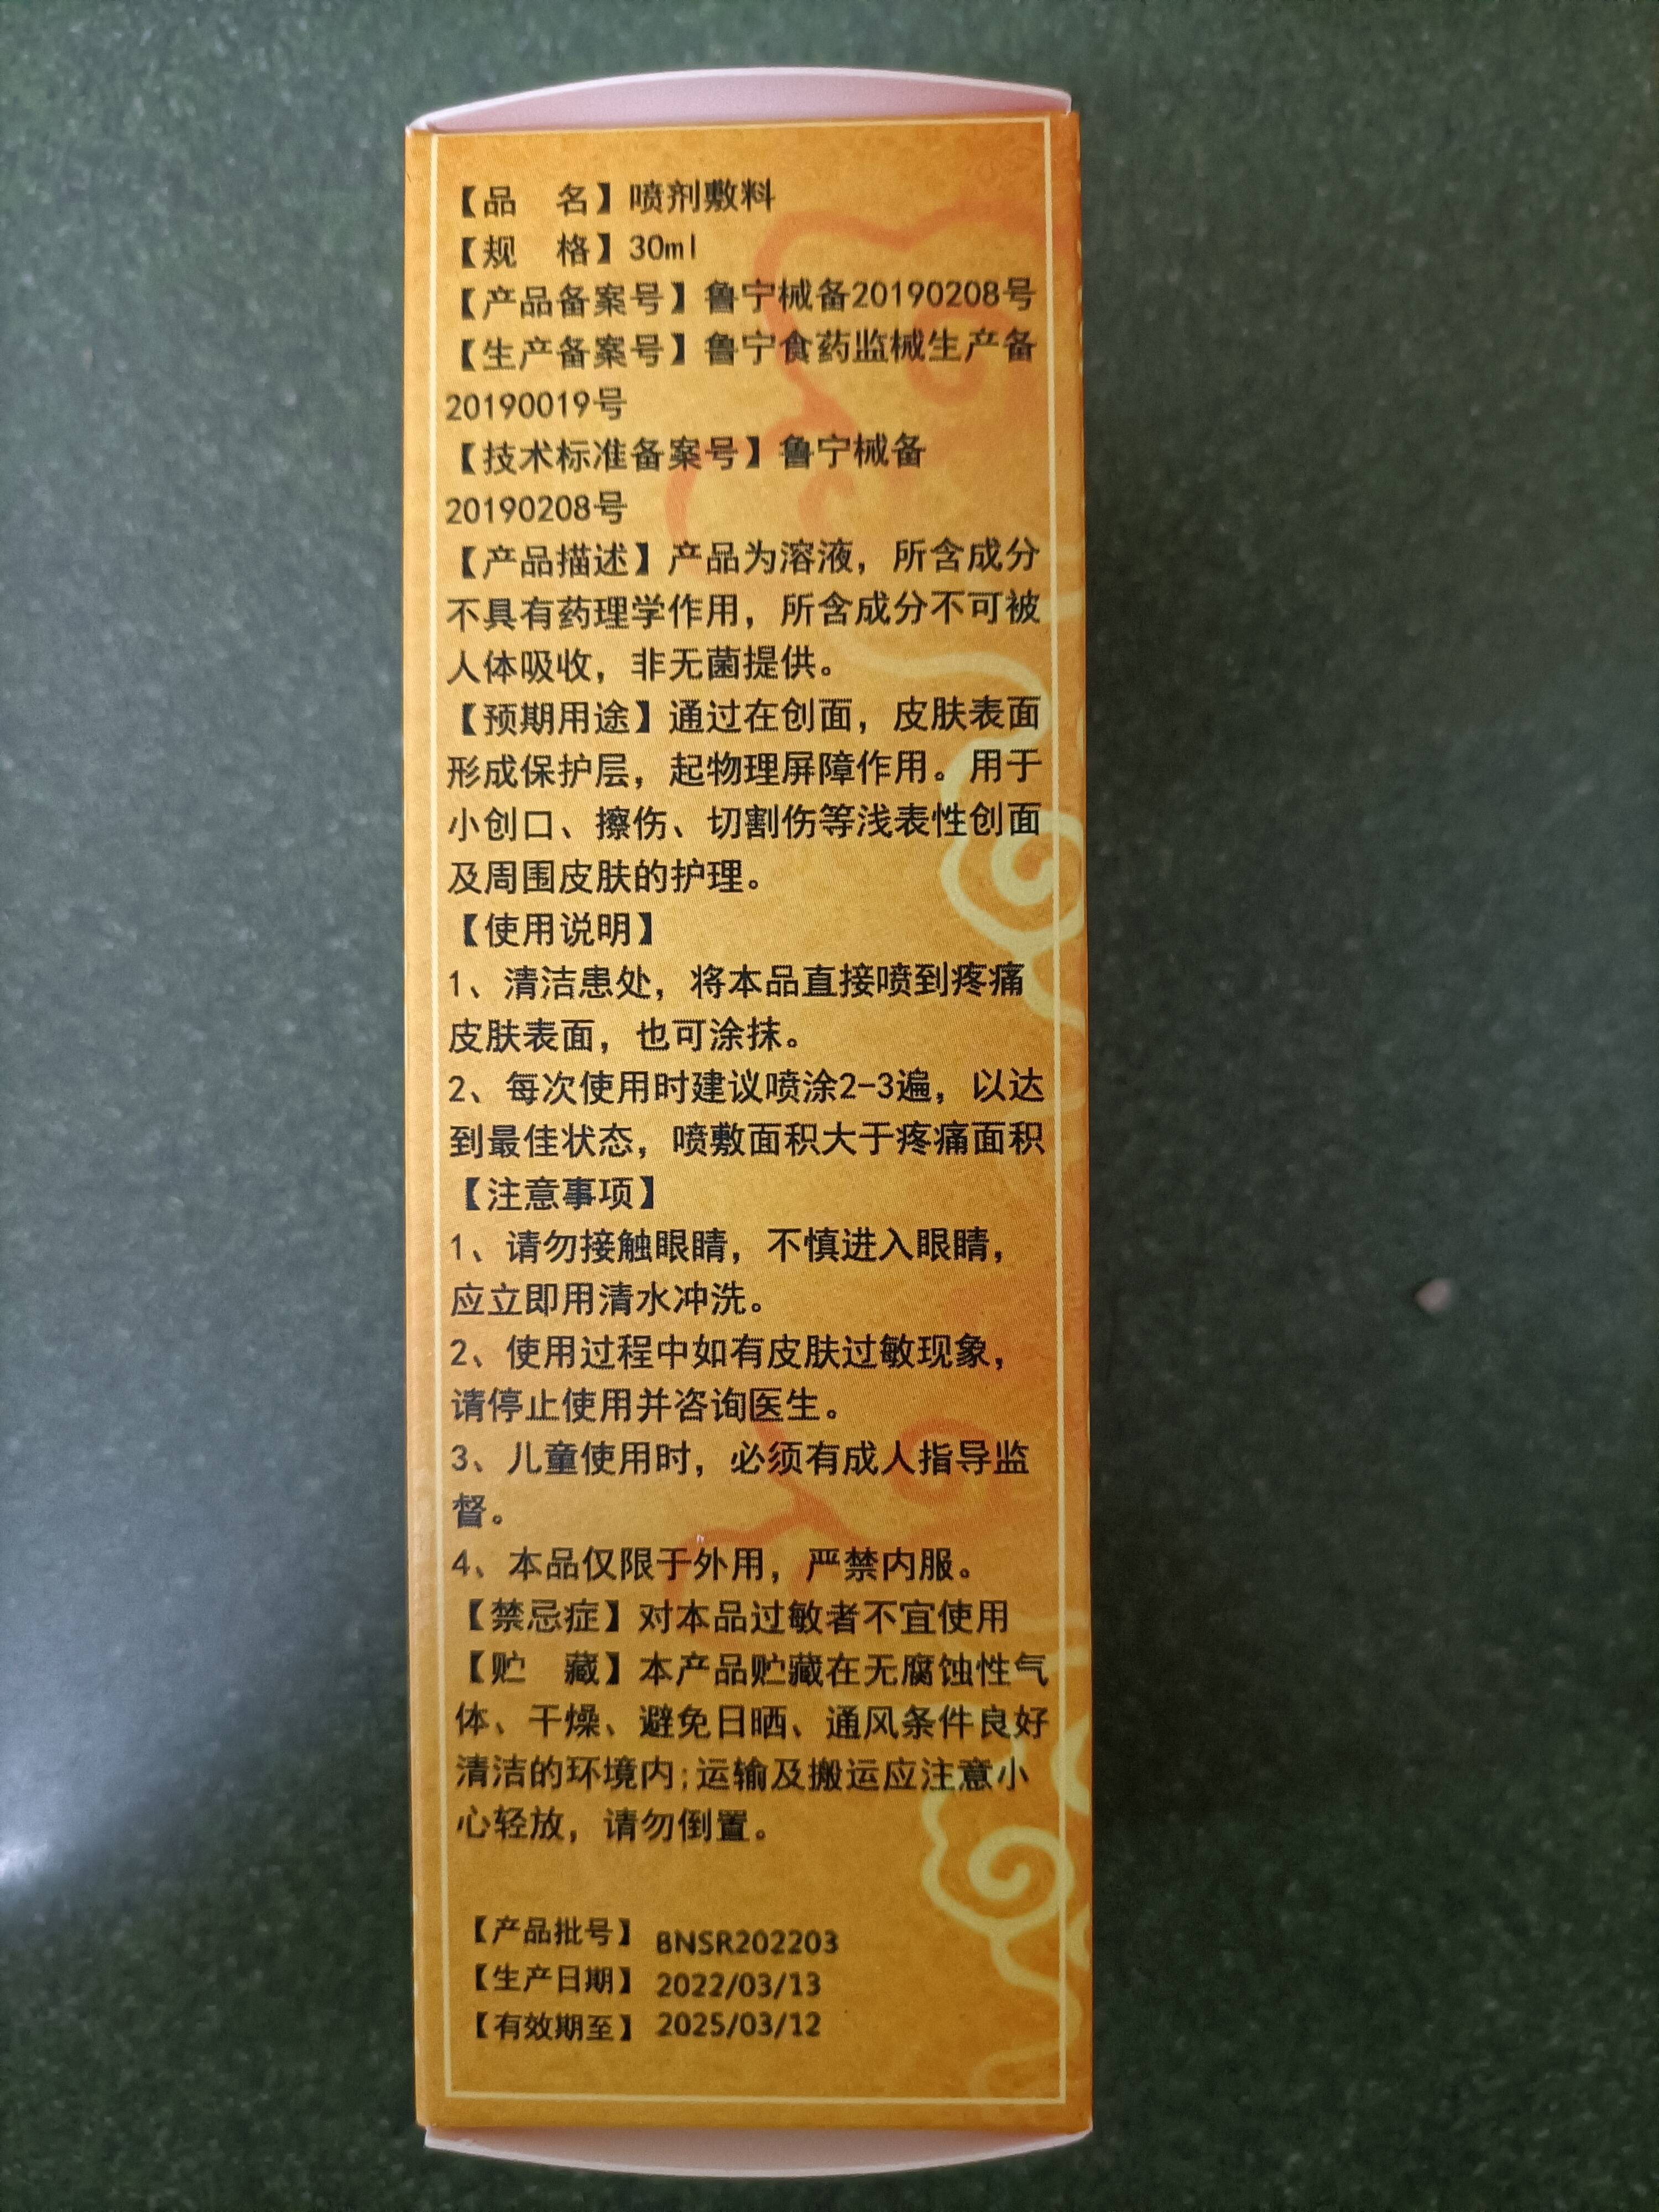 【品　名】喷剂敷料
【规　格】30ml
【产品备案号】鲁宁械备20190208号
【生产备案号】鲁宁食药监械生产备
20190019号
【技术标准备案号】鲁宁械备
20190208号
【产品描述】产品为溶液，所含成分
不具有药理学作用，所含成分不可被
人体吸收，非无菌提供。
【预期用途】通过在创面，皮肤表面
形成保护层，起物理屏障作用。用于
小创口、擦伤、切割伤等浅表性创面
及周围皮肤的护理。
【使用说明】
1、清洁患处，将本品直接喷到疼痛
皮肤表面，也可涂抹。
2、每次使用时建议喷涂2-3遍，以达
到最佳状态，喷敷面积大于疼痛面积
【注意事项】
1、请勿接触眼睛，不慎进入眼睛，
应立即用清水冲洗。
2、使用过程中如有皮肤过敏现象，
请停止使用并咨询医生。
3、儿童使用时，必须有成人指导监
督。
4、本品仅限于外用，严禁内服。
【禁忌症】对本品过敏者不宜使用
【贮　藏】本产品贮藏在无腐蚀性气
体、干燥、避免日晒、通风条件良好
清洁的环境内;运输及搬运应注意小
心轻放，请勿倒置。
【产品批号】BNSR202203
【生产日期】2022/03/13
【有效期至】2025/03/12